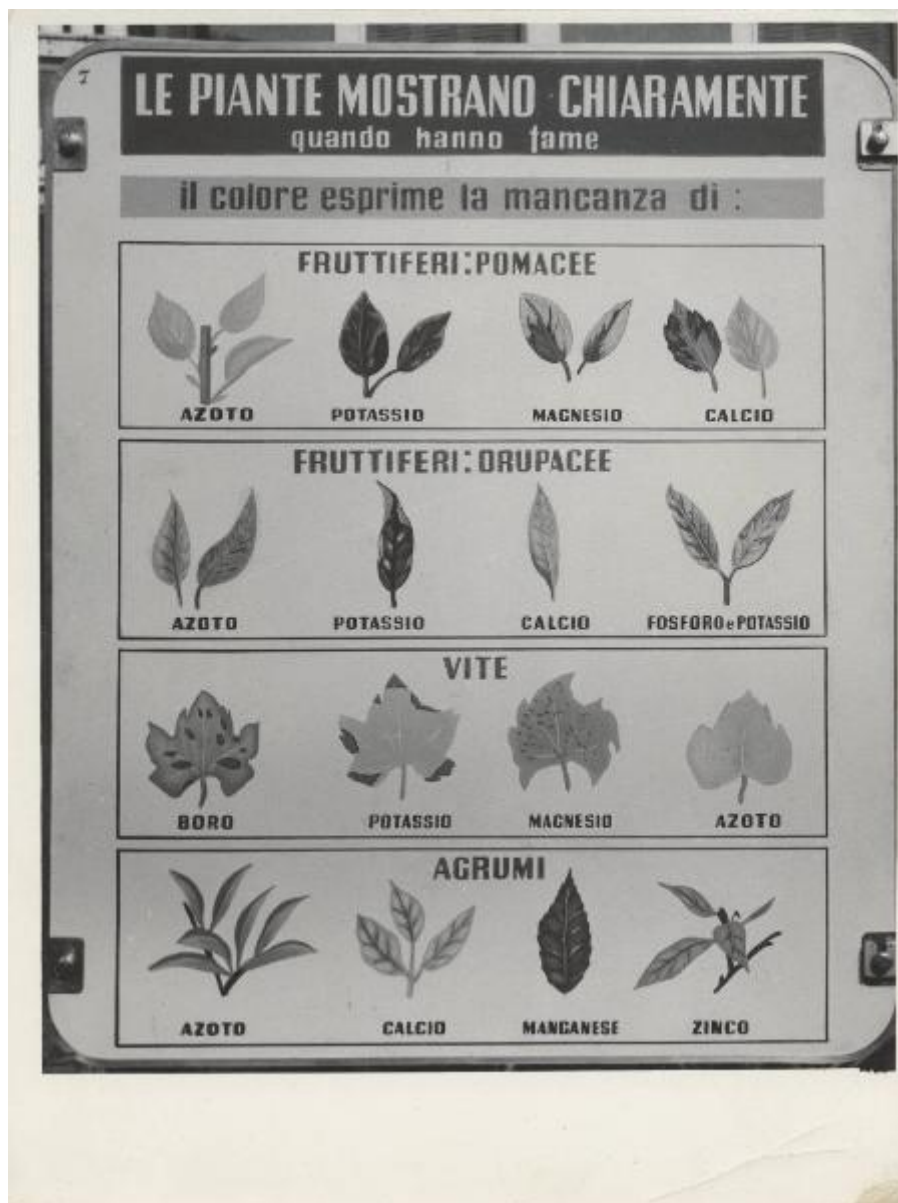 7
LE PIANTE MOSTRANO CHIARAMENTE
quando hanno fame
il colore esprime la mancanza di :
FRUTTIFERI: POMACEE
AZOTO POTASSIO MAGNESIO CALCIO
FRUTTIFERI: DRUPACEE
AZOTO POTASSIO CALCIO FOSFORO e POTASSIO
VITE
BORO POTASSIO MAGNESIO AZOTO
AGRUMI
AZOTO CALCIO MANGANESE ZINCO